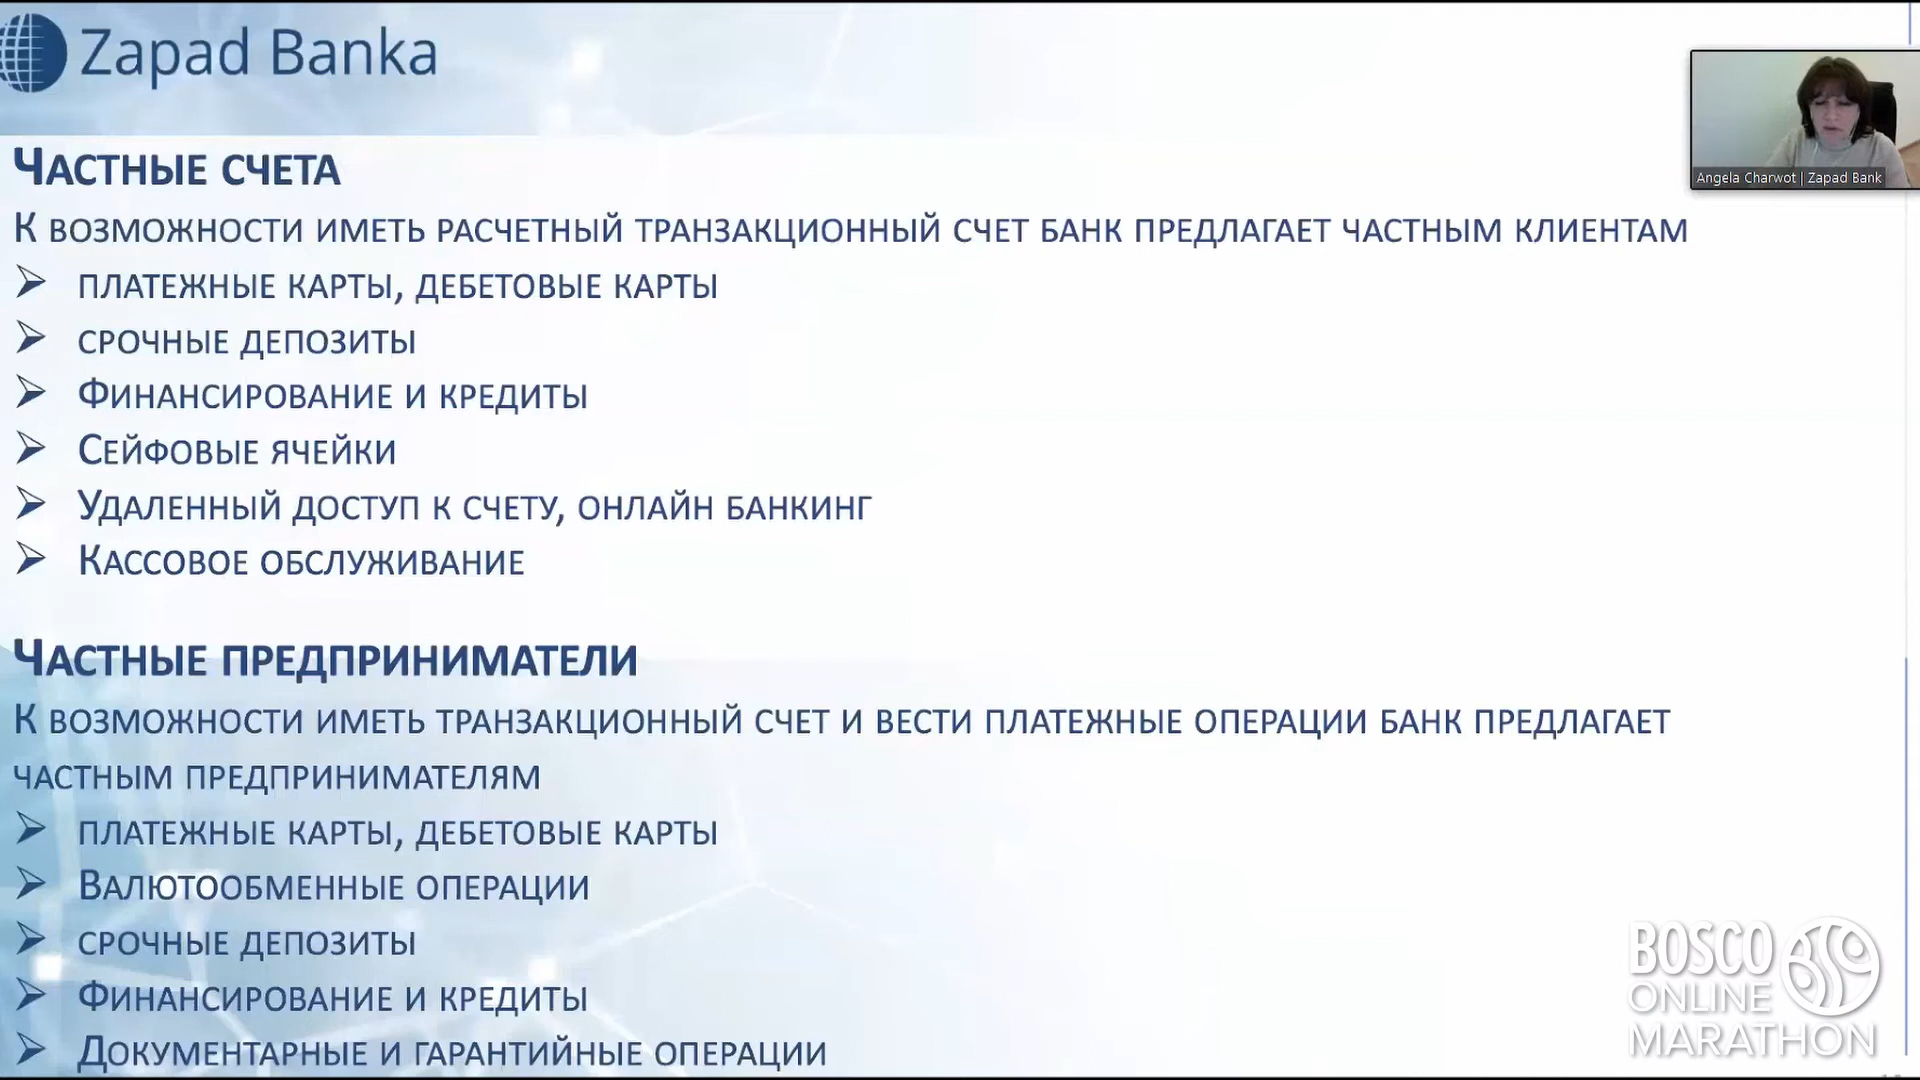 Zapad Banka
Angela Charwot | Zapad Bank
ЧАСТНЫЕ СЧЕТА
К ВОЗМОЖНОСТИ ИМЕТЬ РАСЧЕТНЫЙ ТРАНЗАКЦИОННЫЙ СЧЕТ БАНК ПРЕДЛАГАЕТ ЧАСТНЫМ КЛИЕНТАМ
➢ ПЛАТЕЖНЫЕ КАРТЫ, ДЕБЕТОВЫЕ КАРТЫ
➢ СРОЧНЫЕ ДЕПОЗИТЫ
➢ ФИНАНСИРОВАНИЕ И КРЕДИТЫ
➢ СЕЙФОВЫЕ ЯЧЕЙКИ
➢ УДАЛЕННЫЙ ДОСТУП К СЧЕТУ, ОНЛАЙН БАНКИНГ
➢ КАССОВОЕ ОБСЛУЖИВАНИЕ
ЧАСТНЫЕ ПРЕДПРИНИМАТЕЛИ
К ВОЗМОЖНОСТИ ИМЕТЬ ТРАНЗАКЦИОННЫЙ СЧЕТ И ВЕСТИ ПЛАТЕЖНЫЕ ОПЕРАЦИИ БАНК ПРЕДЛАГАЕТ
ЧАСТНЫМ ПРЕДПРИНИМАТЕЛЯМ
➢ ПЛАТЕЖНЫЕ КАРТЫ, ДЕБЕТОВЫЕ КАРТЫ
➢ ВАЛЮТООБМЕННЫЕ ОПЕРАЦИИ
➢ СРОЧНЫЕ ДЕПОЗИТЫ
➢ ФИНАНСИРОВАНИЕ И КРЕДИТЫ
➢ ДОКУМЕНТАРНЫЕ И ГАРАНТИЙНЫЕ ОПЕРАЦИИ
BOSCO
ONLINE
MARATHON